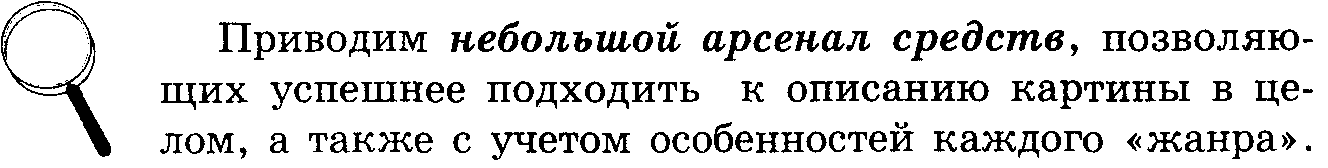 Приводим небольшой арсенал средств, позволяю-
щих успешнее подходить к описанию картины в це-
лом, а также с учетом особенностей каждого «жанра».